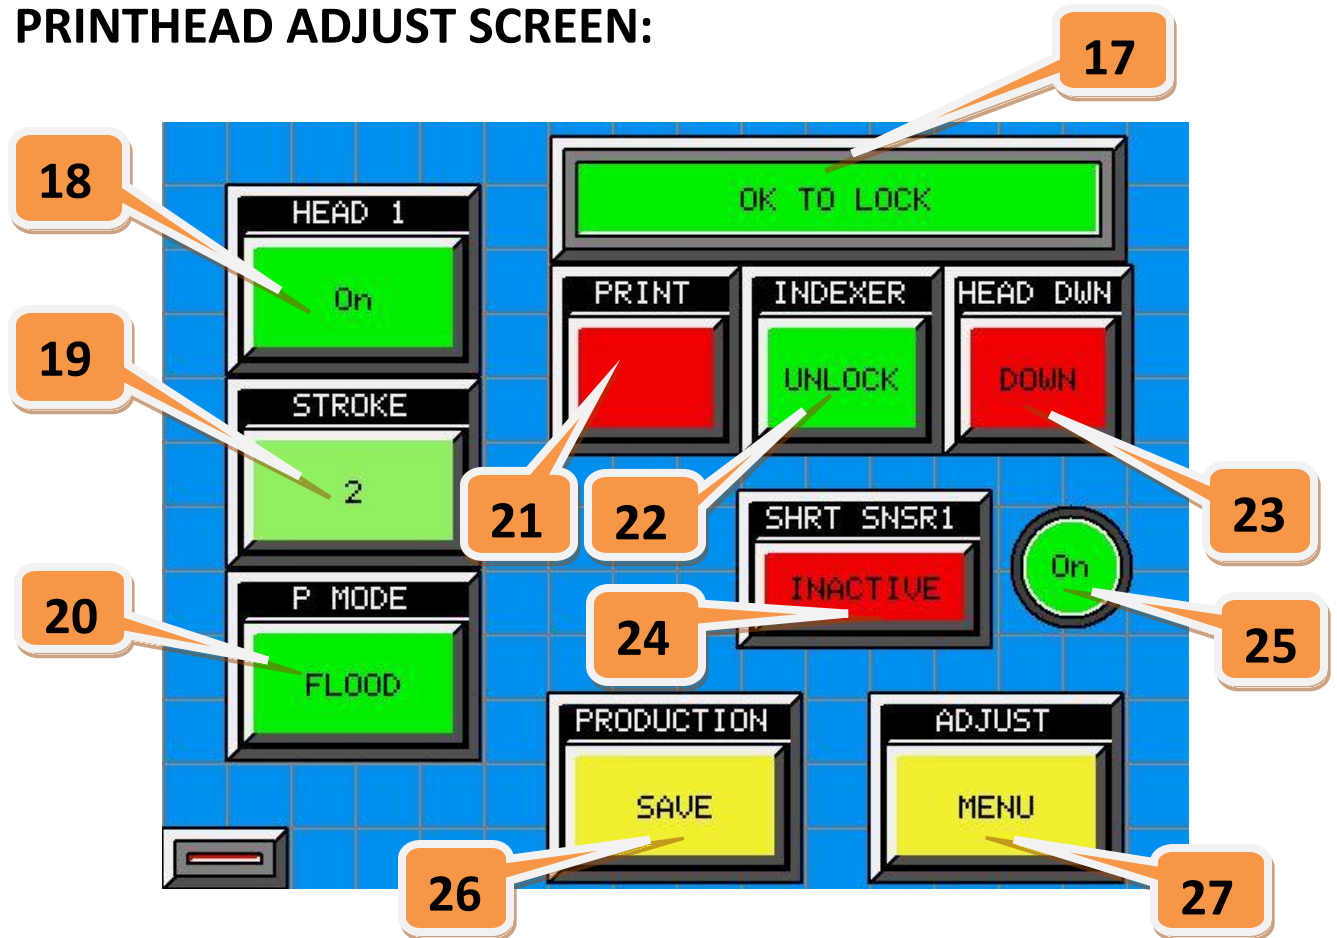 PRINTHEAD ADJUST SCREEN:
17
18
HEAD 1
On
OK TO LOCK
19
STROKE
2
PRINT
INDEXER
UNLOCK
HEAD DWN
DOWN
21
22
23
20
P MODE
FLOOD
SHRT SNSR1
INACTIVE
On
24
25
PRODUCTION
SAVE
ADJUST
MENU
26
27